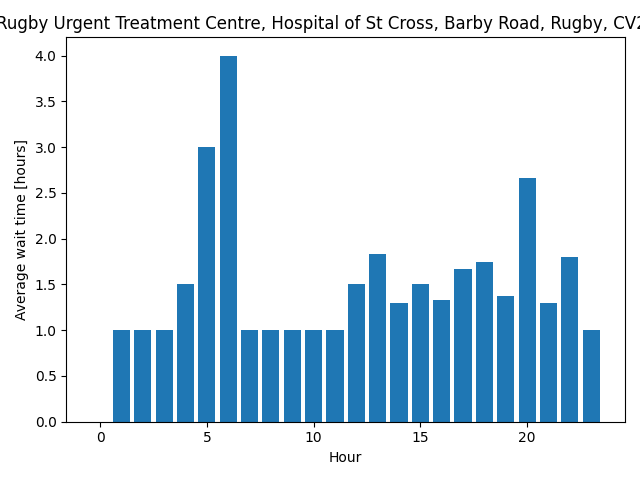 Rugby Urgent Treatment Centre, Hospital of St Cross, Barby Road, Rugby, CV2
4.0
3.5
3.0
2.5
2.0
1.5
1.0
0.5
0.0
Average wait time [hours]
0 5 10 15 20
Hour